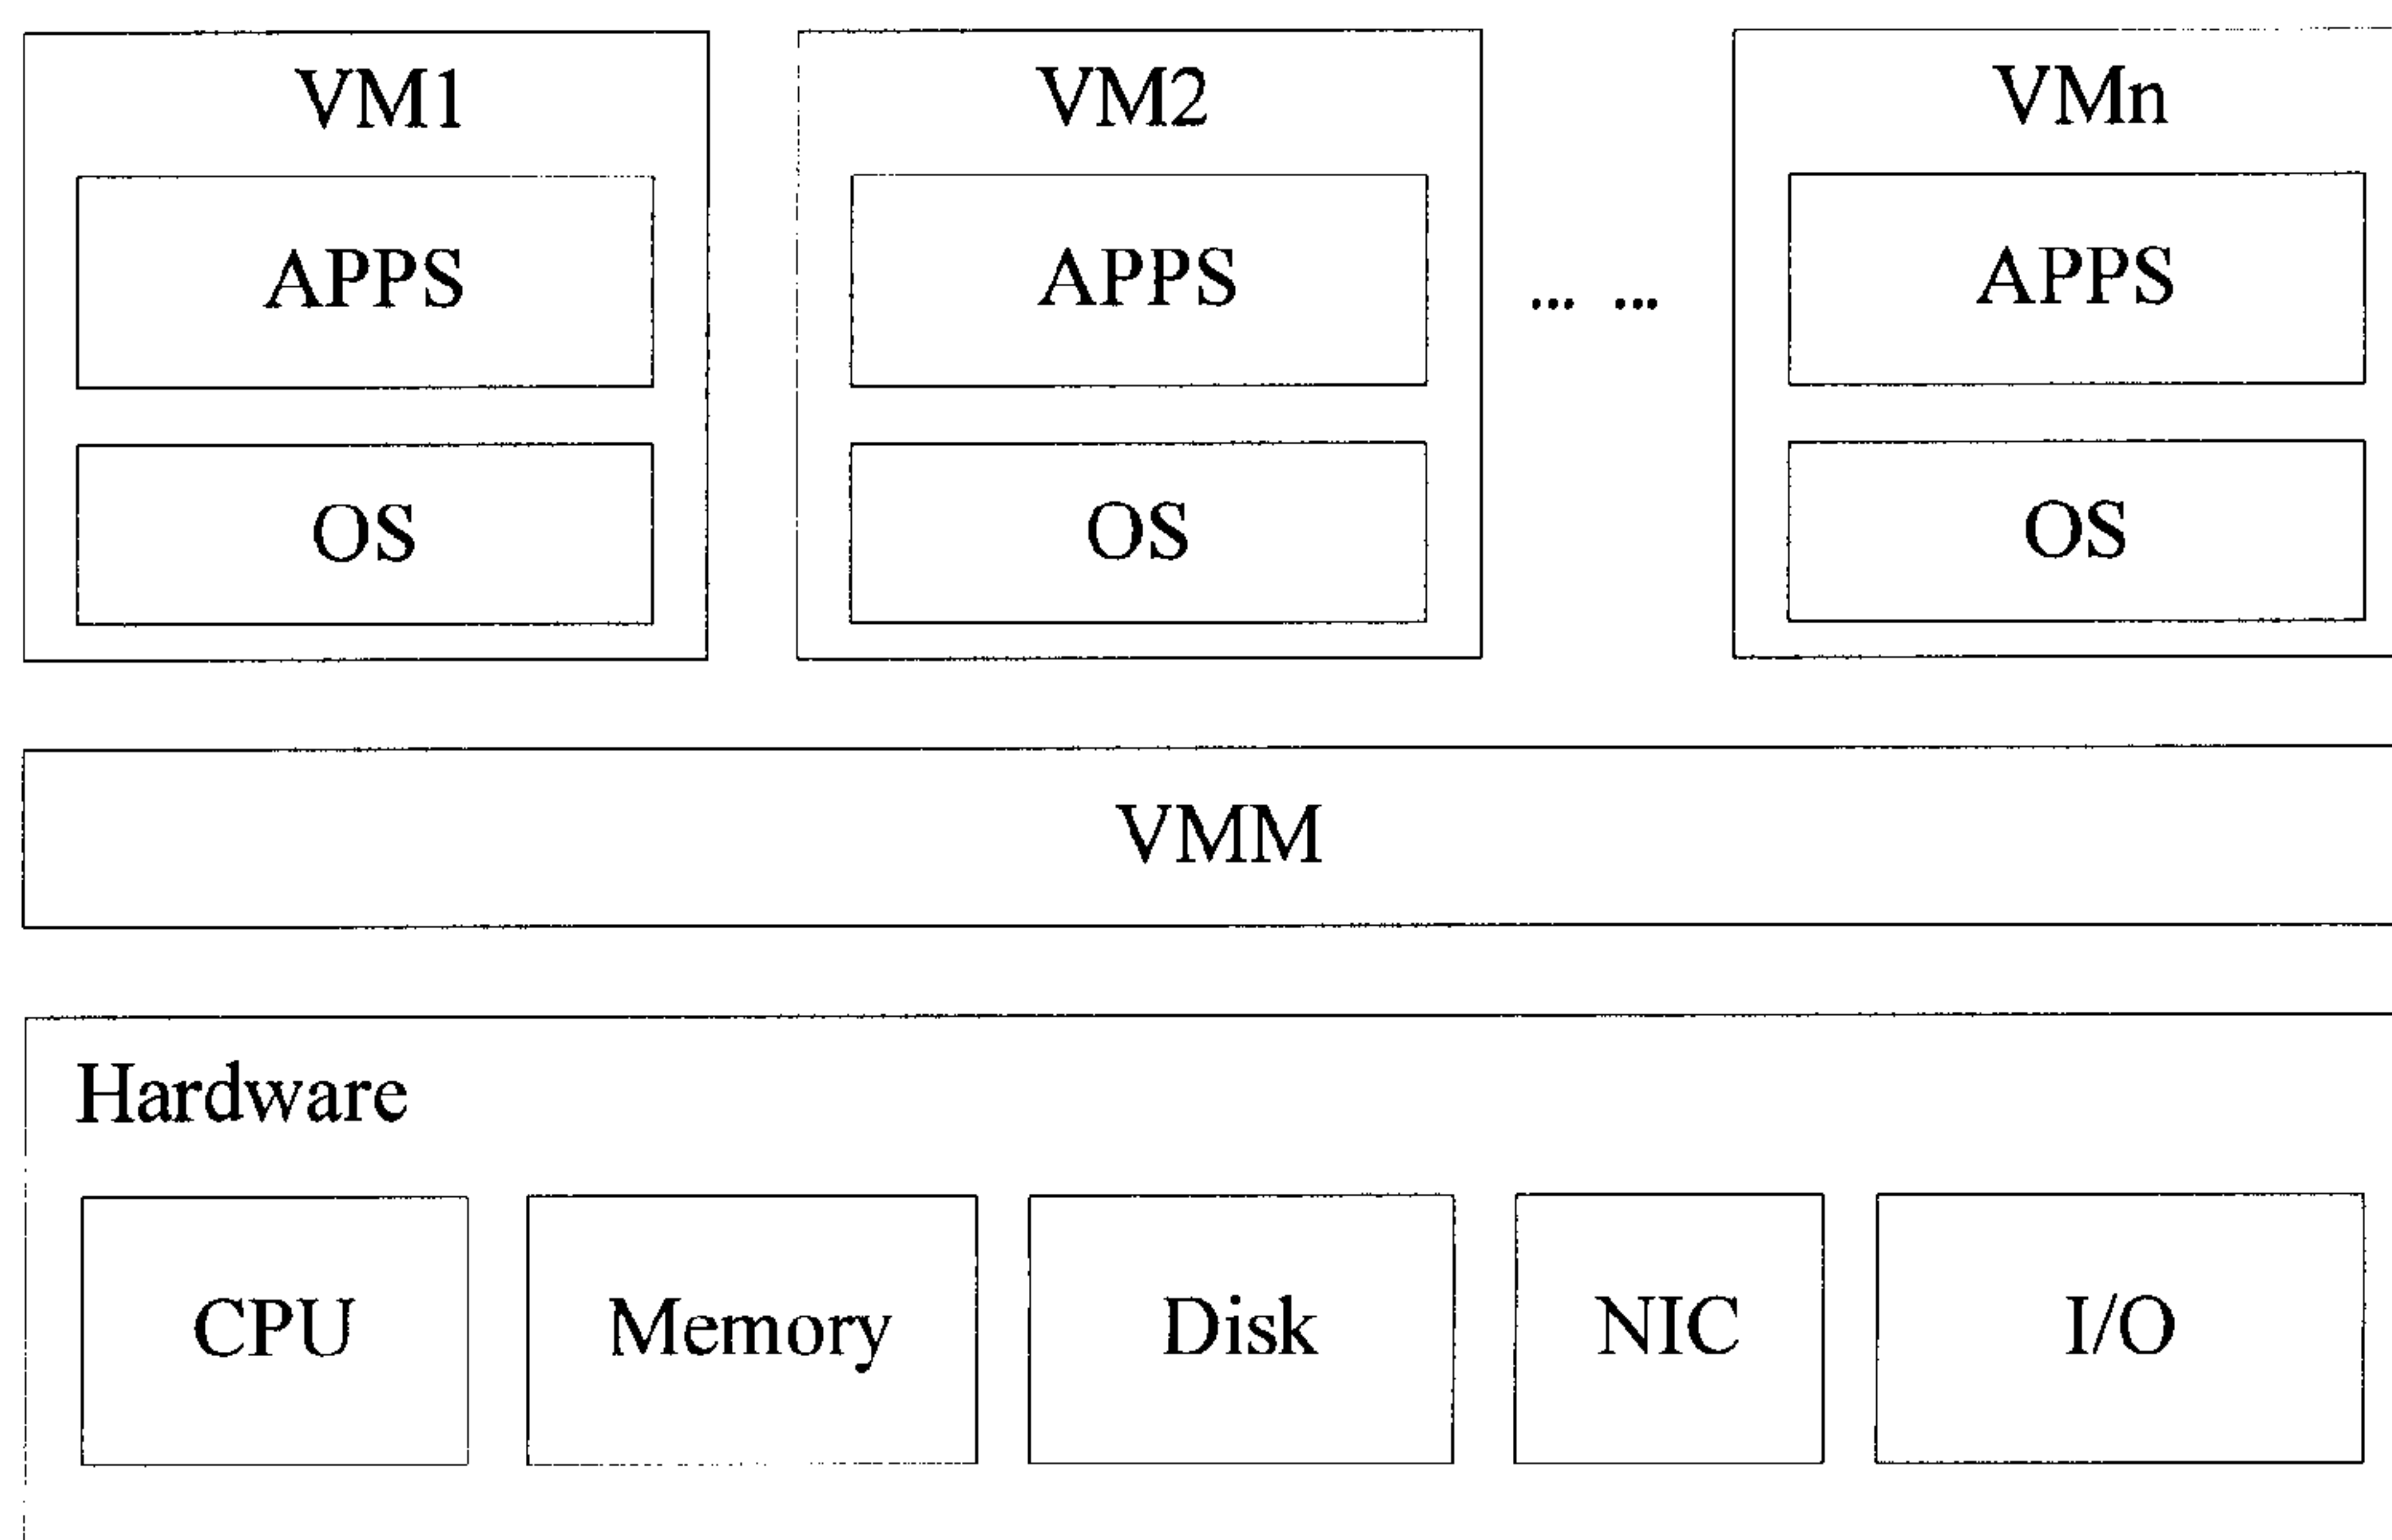 VM1 VM2 VMn
APPS APPS ... ... APPS
OS OS OS
VMM
Hardware
CPU Memory Disk NIC I/O